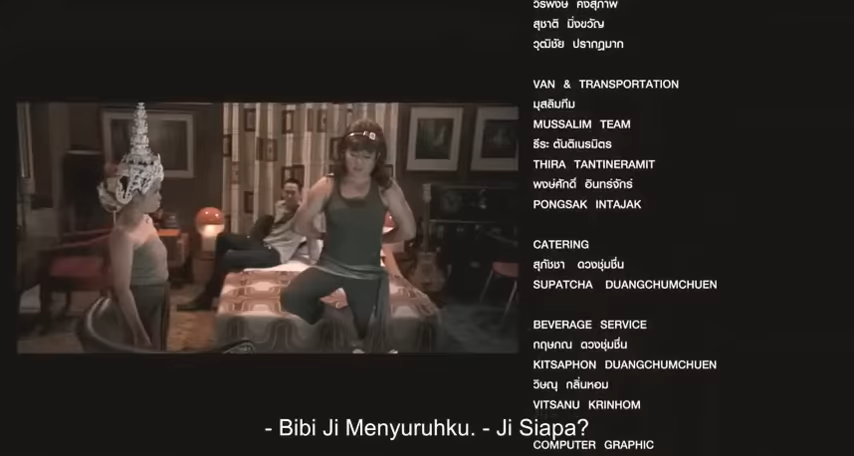 วีรพงษ์ คงสุภาพ
สุชาติ มิ่งขวัญ
วุฒิชัย ปรากฏมาก
VAN & TRANSPORTATION
มุสลิมทีม
MUSSALIM TEAM
ธีระ ตันติเนรมิตร
THIRA TANTINERAMIT
พงษ์ศักดิ์ อินทร์จักร์
PONGSAK INTAJAK
CATERING
สุภัชชา ดวงชุ่มชื่น
SUPATCHA DUANGCHUMCHUEN
BEVERAGE SERVICE
กฤษกณ ดวงชุ่มชื่น
KITSAPHON DUANGCHUMCHUEN
วิษณุ กลิ่นหอม
VITSANU KRINHOM
- Bibi Ji Menyuruhku. - Ji Siapa?
COMPUTER GRAPHIC